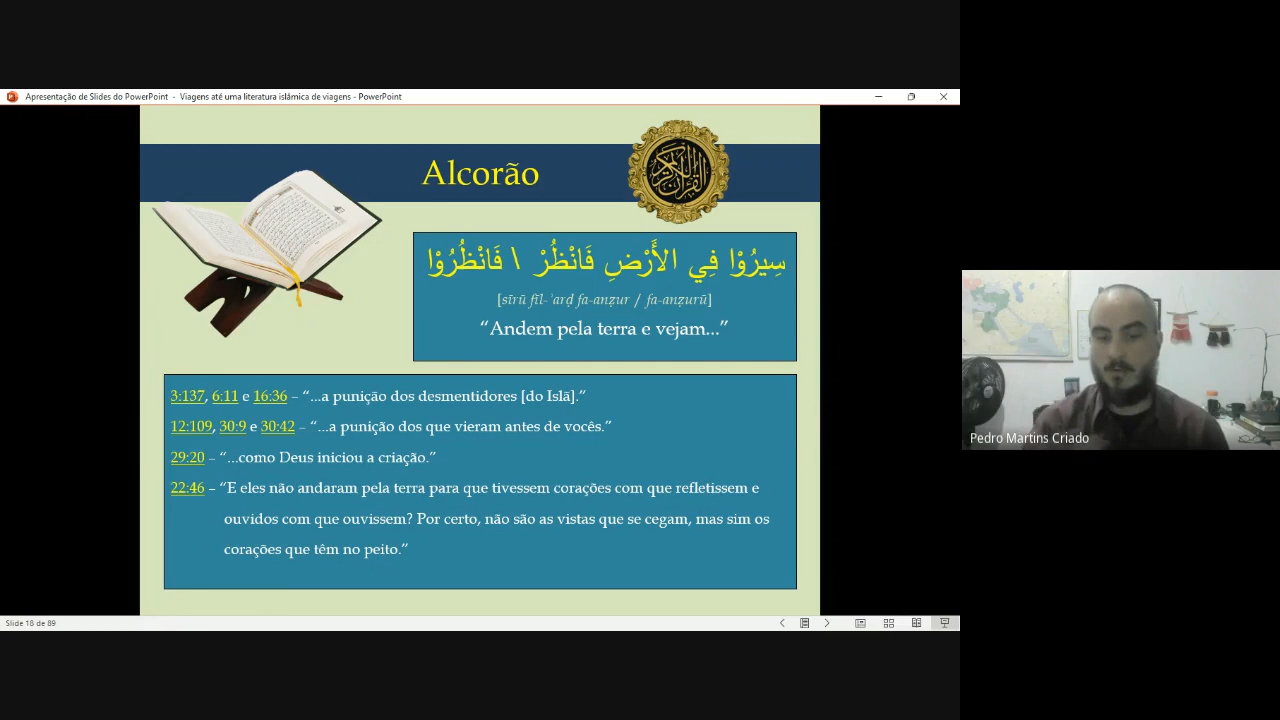 Apresentação de Slides do PowerPoint - Viagens até uma literatura islâmica de viagens - PowerPoint
Alcorão
سِيرُوْا فِي الأَرْضِ فَانْظُرْ \ فَانْظُرُوْا
[sīrū fīl-ʾarḍ fa-anẓur / fa-anẓurū]
“Andem pela terra e vejam...”
3:137, 6:11 e 16:36 – “...a punição dos desmentidores [do Islã].”
12:109, 30:9 e 30:42 – “...a punição dos que vieram antes de vocês.”
29:20 – “...como Deus iniciou a criação.”
22:46 – “E eles não andaram pela terra para que tivessem corações com que refletissem e
ouvidos com que ouvissem? Por certo, não são as vistas que se cegam, mas sim os
corações que têm no peito.”
Pedro Martins Criado
Slide 18 de 89